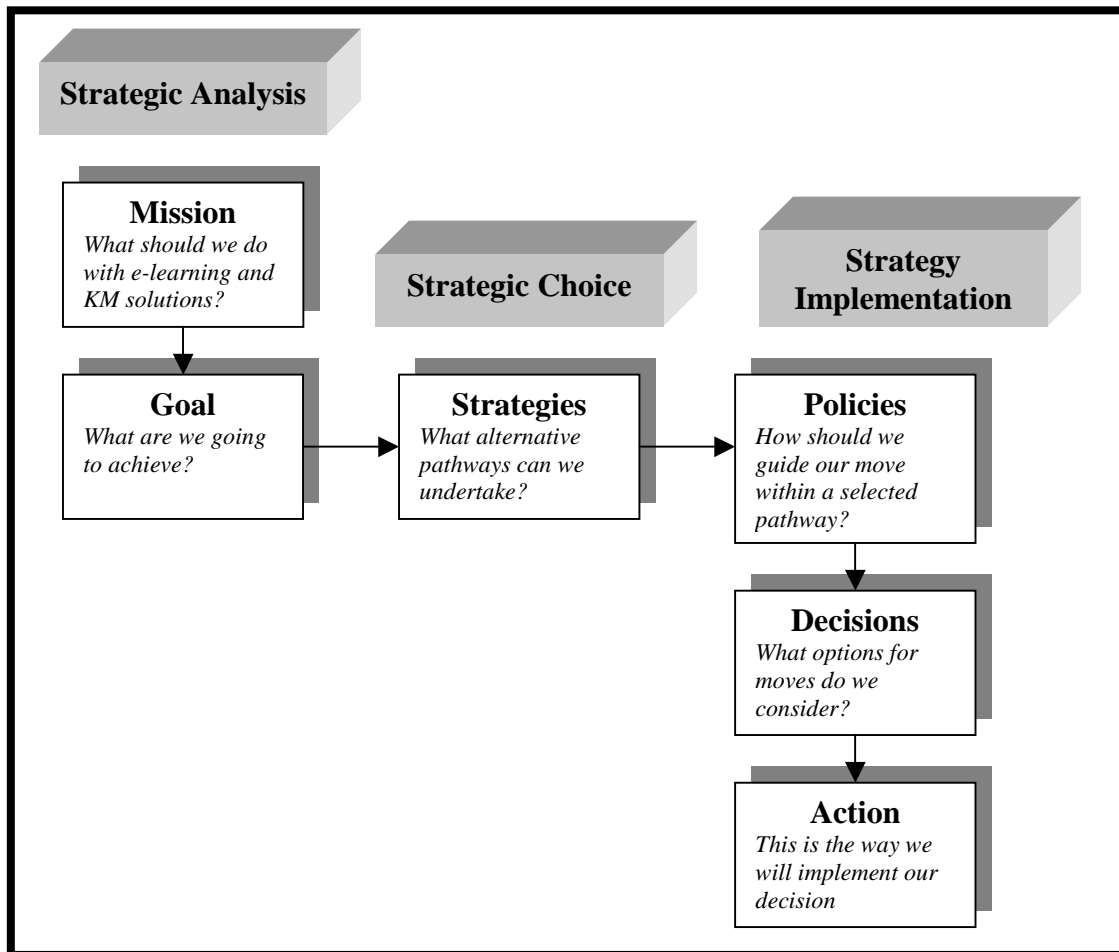 Strategic Analysis
Mission
What should we do
with e-learning and
KM solutions?
Goal
What are we going
to achieve?
Strategic Choice
Strategies
What alternative
pathways can we
undertake?
Strategy
Implementation
Policies
How should we
guide our move
within a selected
pathway?
Decisions
What options for
moves do we
consider?
Action
This is the way we
will implement our
decision